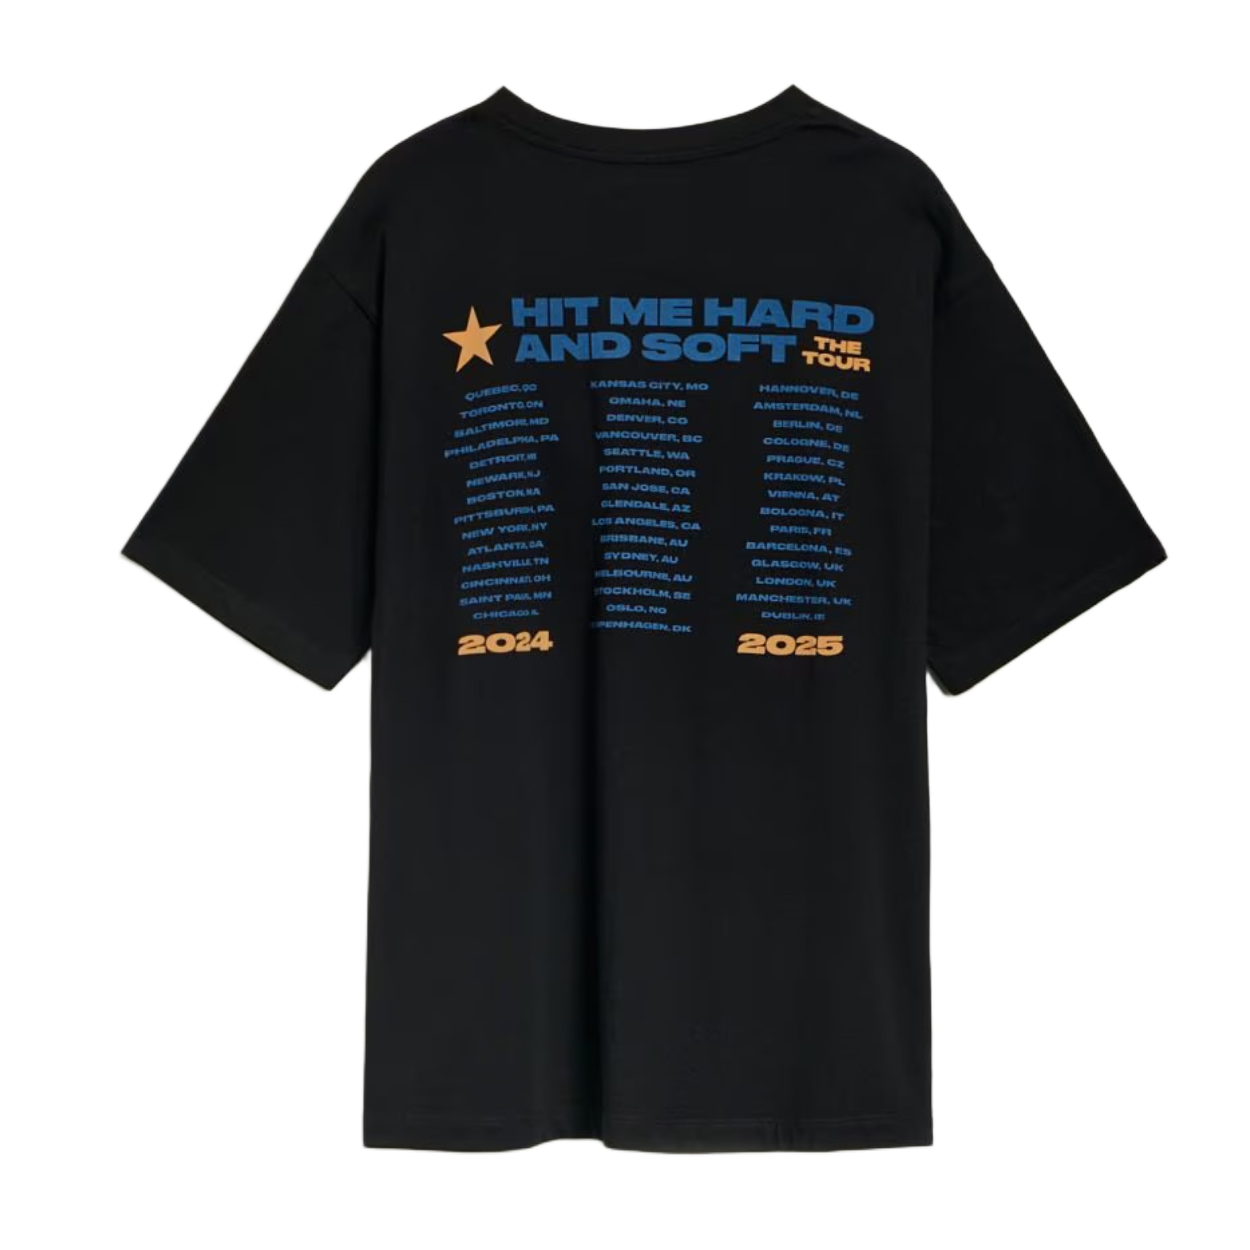 HIT ME HARD
AND SOFT THE
TOUR
QUEBEC, QC
TORONTO, ON
BALTIMORE, MD
PHILADELPHIA, PA
DETROIT, MI
NEWARK, NJ
BOSTON, MA
PITTSBURGH, PA
NEW YORK, NY
ATLANTA, GA
NASHVILLE, TN
CINCINNATI, OH
SAINT PAUL, MN
CHICAGO, IL
2024
KANSAS CITY, MO
OMAHA, NE
DENVER, CO
VANCOUVER, BC
SEATTLE, WA
PORTLAND, OR
SAN JOSE, CA
GLENDALE, AZ
LOS ANGELES, CA
BRISBANE, AU
SYDNEY, AU
MELBOURNE, AU
STOCKHOLM, SE
OSLO, NO
OPENHAGEN, DK
HANNOVER, DE
AMSTERDAM, NL
BERLIN, DE
COLOGNE, DE
PRAGUE, CZ
KRAKOW, PL
VIENNA, AT
BOLOGNA, IT
PARIS, FR
BARCELONA, ES
GLASGOW, UK
LONDON, UK
MANCHESTER, UK
DUBLIN, IE
2025